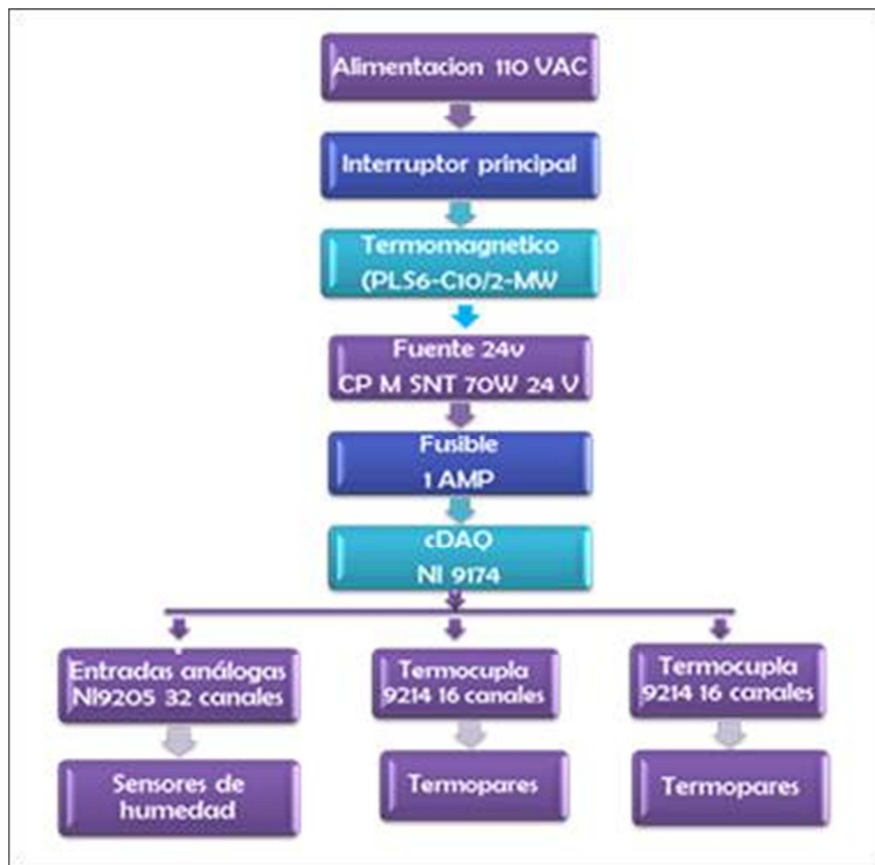 Alimentacion 110 VAC
Interruptor principal
Termomagnetico
(PLS6-C10/2-MW
Fuente 24v
CP M SNT 70W 24 V
Fusible
1 AMP
cDAQ
NI 9174
Entradas análogas
NI9205 32 canales
Termocupla
9214 16 canales
Termocupla
9214 16 canales
Sensores de
humedad
Termopares
Termopares